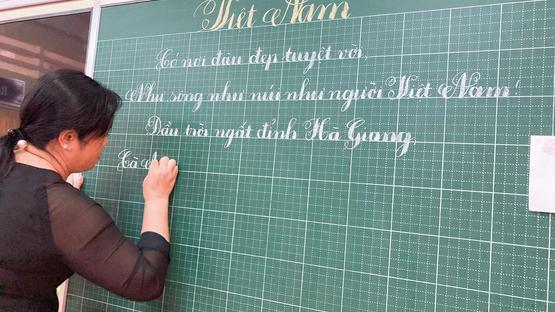 Việt Nam
Có nơi đâu đẹp tuyệt vời,
Như sông như núi như người Việt Nam!
Đầu trời ngất đỉnh Hà Giang
Cà